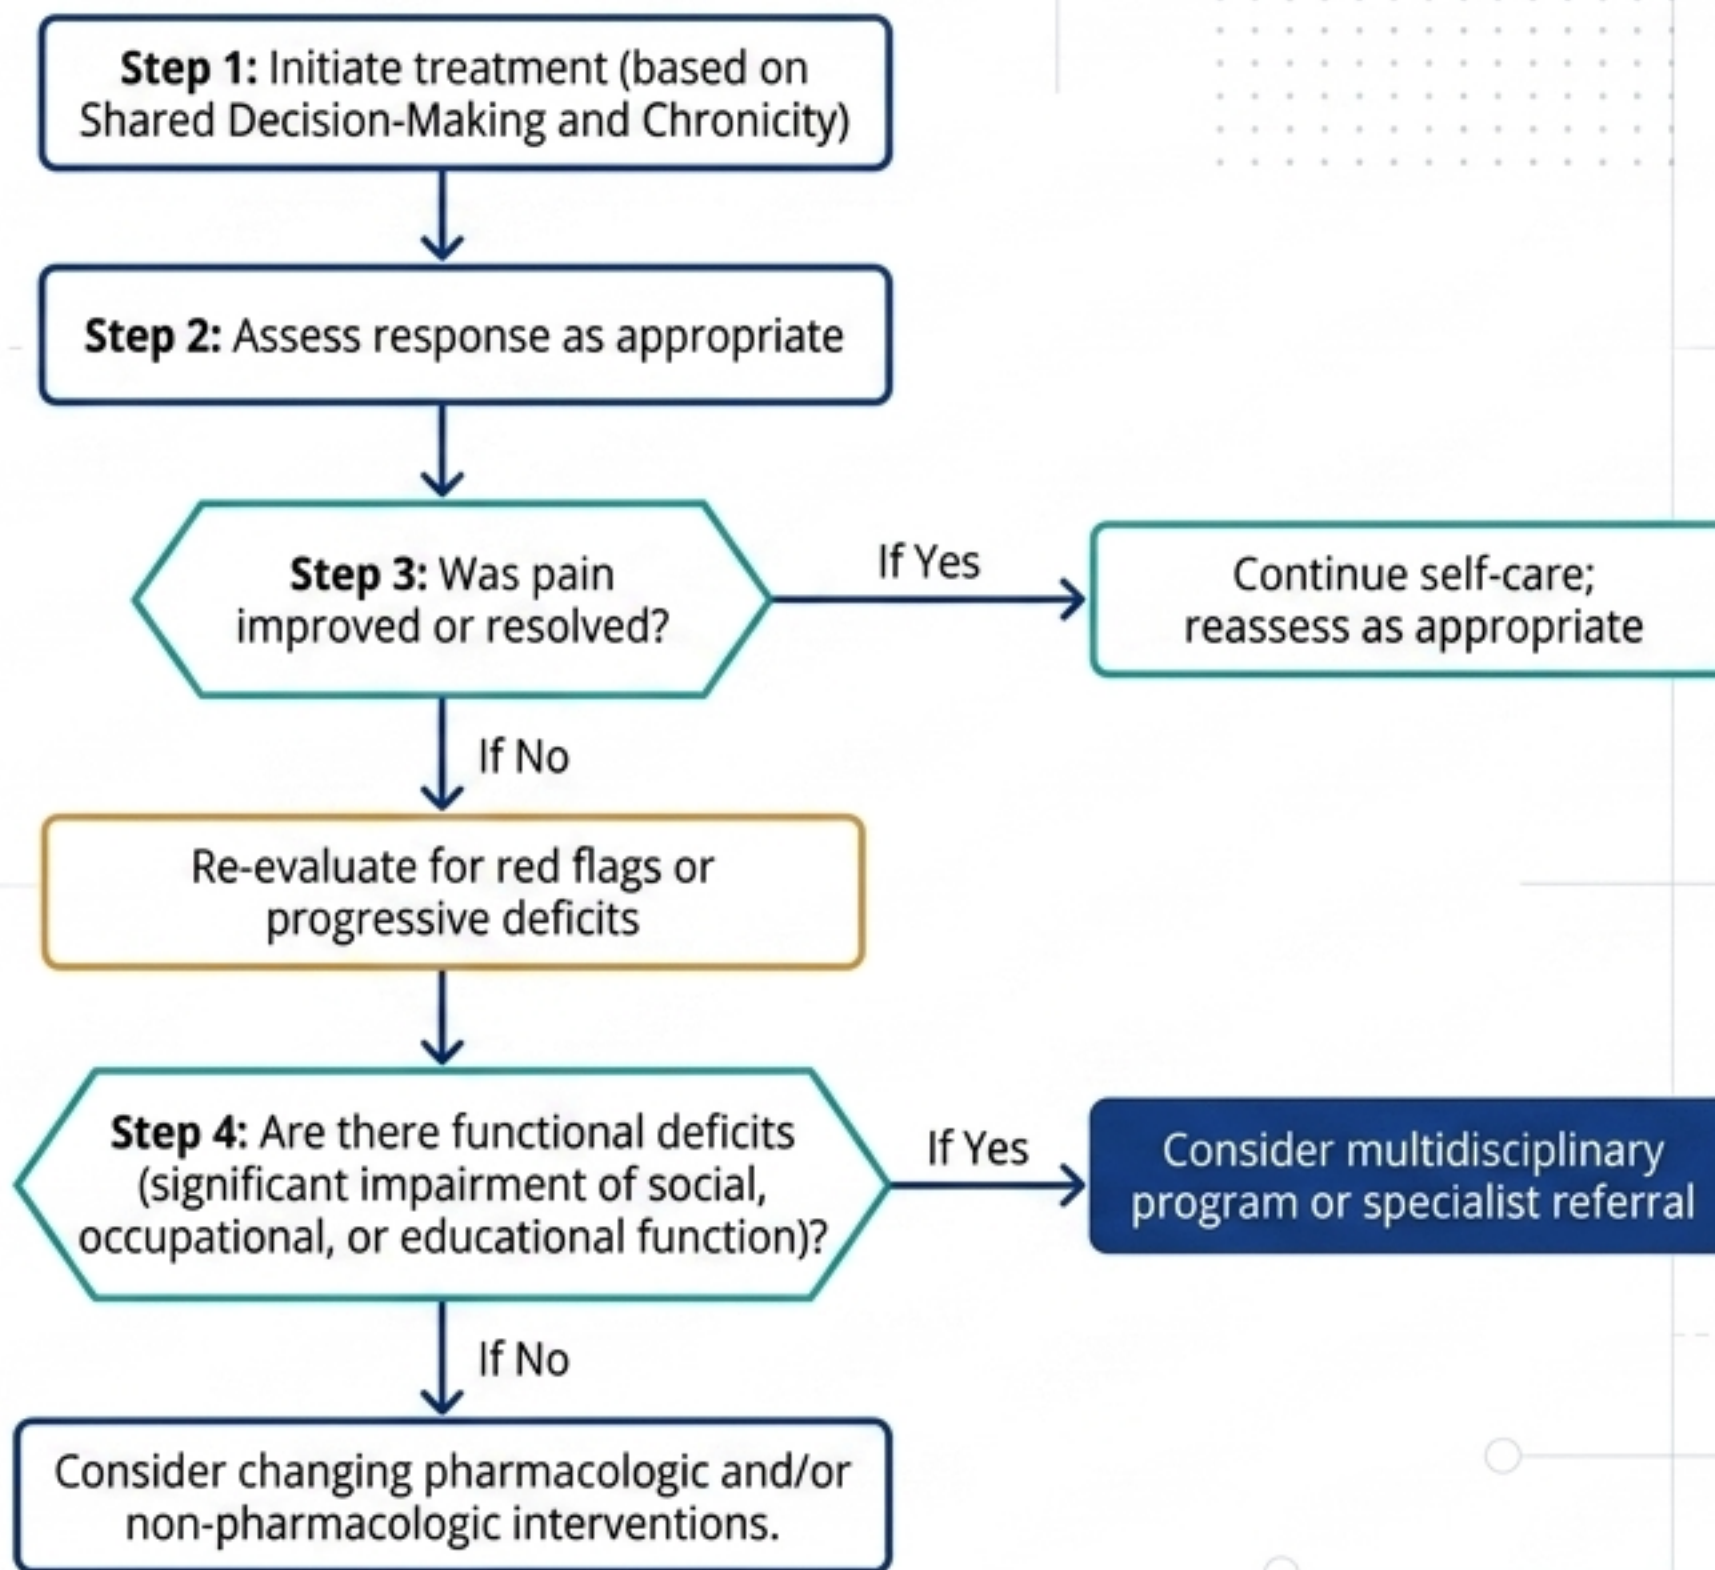 Step 1: Initiate treatment (based on
Shared Decision-Making and Chronicity)
Step 2: Assess response as appropriate
Step 3: Was pain
improved or resolved?
If Yes
Continue self-care;
reassess as appropriate
If No
Re-evaluate for red flags or
progressive deficits
Step 4: Are there functional deficits
(significant impairment of social,
occupational, or educational function)?
If Yes
Consider multidisciplinary
program or specialist referral
If No
Consider changing pharmacologic and/or
non-pharmacologic interventions.